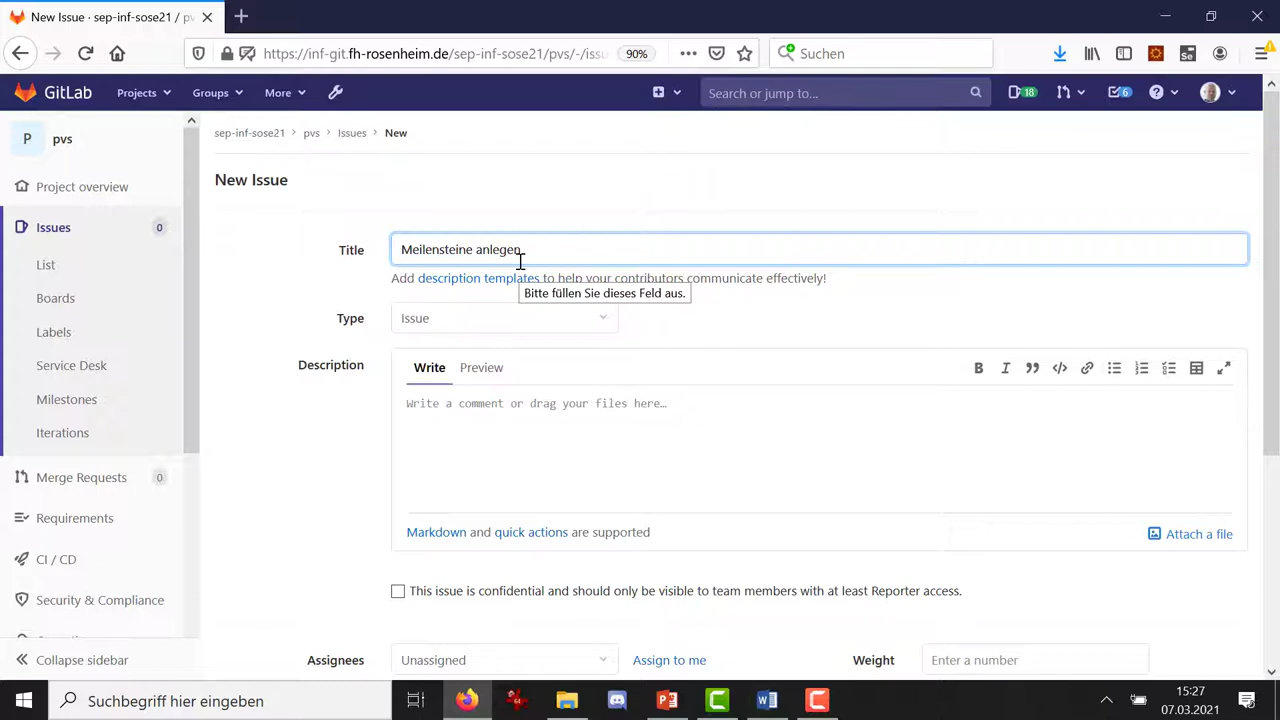 New Issue · sep-inf-sose21 / pv
https://inf-git.fh-rosenheim.de/sep-inf-sose21/pvs/-/issu
90%
Suchen
GitLab
Projects
Groups
More
Search or jump to...
18
6
P
pvs
sep-inf-sose21 > pvs > Issues > New
Project overview
New Issue
Issues
0
Title
Meilensteine anlegen
List
Add description templates to help your contributors communicate effectively!
Bitte füllen Sie dieses Feld aus.
Boards
Type
Issue
Labels
Service Desk
Description
Write
Preview
Milestones
Write a comment or drag your files here…
Iterations
Merge Requests
0
Requirements
Markdown and quick actions are supported
Attach a file
CI / CD
This issue is confidential and should only be visible to team members with at least Reporter access.
Security & Compliance
Collapse sidebar
Assignees
Unassigned
Assign to me
Weight
Enter a number
Suchbegriff hier eingeben
15:27
07.03.2021